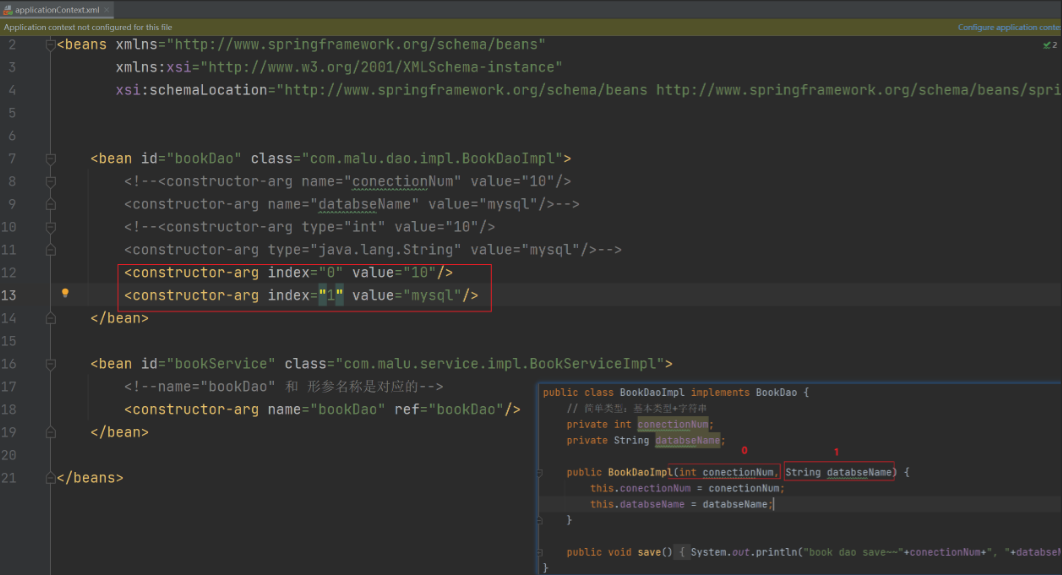 applicationContext.xml
Application context not configured for this file
Configure application conte
2 <beans xmlns="http://www.springframework.org/schema/beans"
3 xmlns:xsi="http://www.w3.org/2001/XMLSchema-instance"
4 xsi:schemaLocation="http://www.springframework.org/schema/beans http://www.springframework.org/schema/beans/spri
2
5
6
7 <bean id="bookDao" class="com.malu.dao.impl.BookDaoImpl">
8 <!--<constructor-arg name="conectionNum" value="10"/>
9 <constructor-arg name="databseName" value="mysql"/>-->
10 <!--<constructor-arg type="int" value="10"/>
11 <constructor-arg type="java.lang.String" value="mysql"/>-->
12 <constructor-arg index="0" value="10"/>
13 <constructor-arg index="1" value="mysql"/>
14 </bean>
15
16 <bean id="bookService" class="com.malu.service.impl.BookServiceImpl">
17 <!--name="bookDao" 和 形参名称是对应的-->
18 <constructor-arg name="bookDao" ref="bookDao"/>
19 </bean>
20
21 </beans>
public class BookDaoImpl implements BookDao {
// 简单类型：基本类型+字符串
private int conectionNum;
private String databseName;
0 1
public BookDaoImpl(int conectionNum, String databseName) {
this.conectionNum = conectionNum;
this.databseName = databseName;
}
public void save() { System.out.println("book dao save~~"+conectionNum+", "+databseN
}